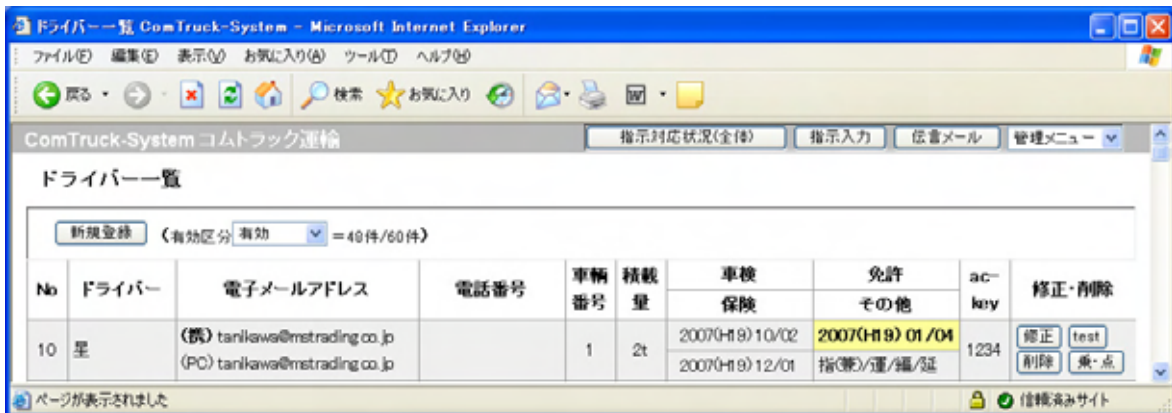 ドライバー一覧 ComTruck-System - Microsoft Internet Explorer
ファイル(F) 編集(E) 表示(V) お気に入り(A) ツール(T) ヘルプ(H)
戻る 検索 お気に入り
ComTruck-System コムトラック運輸 指示対応状況(全体) 指示入力 伝言メール 管理メニュー
ドライバー一覧
新規登録 (有効区分 有効 =48件/60件)
No ドライバー 電子メールアドレス 電話番号 車輌番号 積載量 車検 免許 ac-key 修正・削除
保険 その他
10 星 (携) tanikawa@mstrading.co.jp 1 2t 2007(H19)10/02 2007(H19)01/04 1234 修正 test
(PC) tanikawa@mstrading.co.jp 2007(H19)12/01 指(兼)/運/編/延 削除 乗・点
ページが表示されました 信頼済みサイト